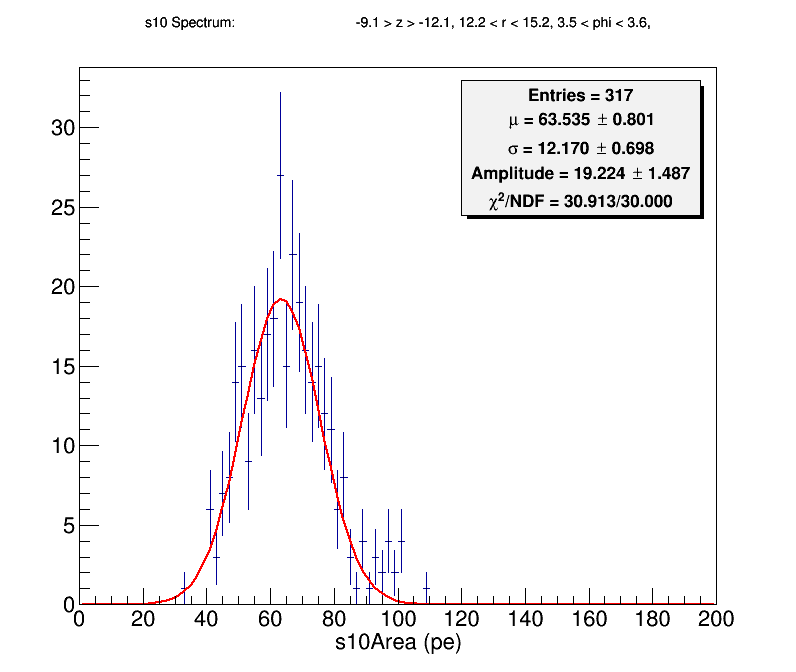 s10 Spectrum: -9.1 > z > -12.1, 12.2 < r < 15.2, 3.5 < phi < 3.6,
Entries = 317
μ = 63.535 ± 0.801
σ = 12.170 ± 0.698
Amplitude = 19.224 ± 1.487
χ²/NDF = 30.913/30.000
30
25
20
15
10
5
0
0 20 40 60 80 100 120 140 160 180 200
s10Area (pe)